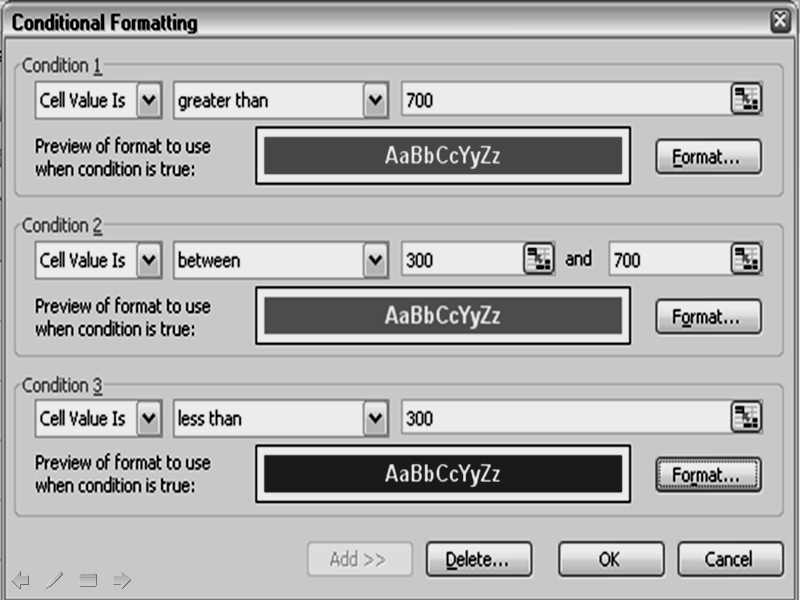 Conditional Formatting
Condition 1
Cell Value Is greater than 700
Preview of format to use
when condition is true:
AaBbCcYyZz
Format...
Condition 2
Cell Value Is between 300 and 700
Preview of format to use
when condition is true:
AaBbCcYyZz
Format...
Condition 3
Cell Value Is less than 300
Preview of format to use
when condition is true:
AaBbCcYyZz
Format...
Add >> Delete... OK Cancel